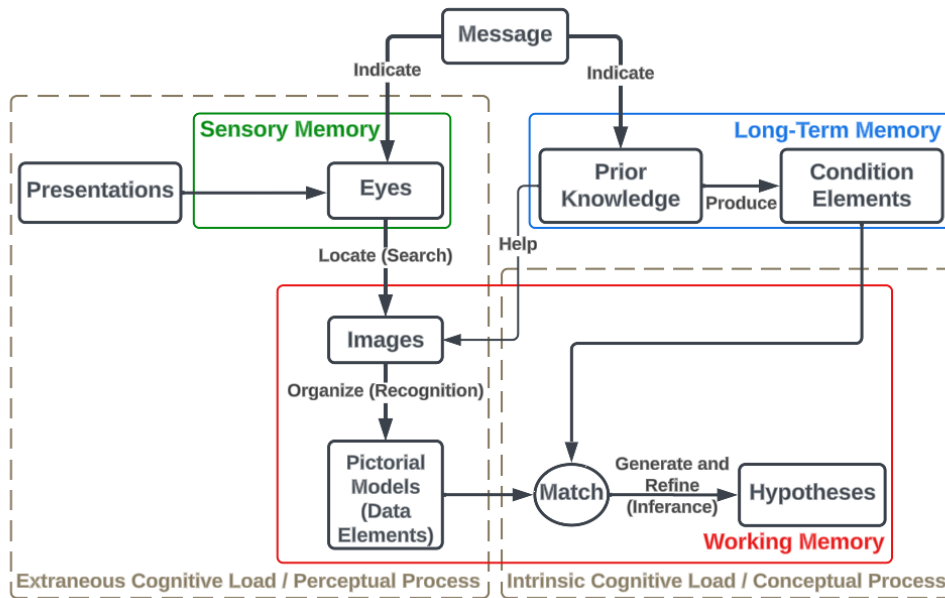 Message
Indicate
Indicate
Sensory Memory
Long-Term Memory
Presentations
Eyes
Prior
Knowledge
Produce
Condition
Elements
Locate (Search)
Help
Images
Organize (Recognition)
Pictorial
Models
(Data
Elements)
Match
Generate and
Refine
(Inferance)
Hypotheses
Working Memory
Extraneous Cognitive Load / Perceptual Process
Intrinsic Cognitive Load / Conceptual Process